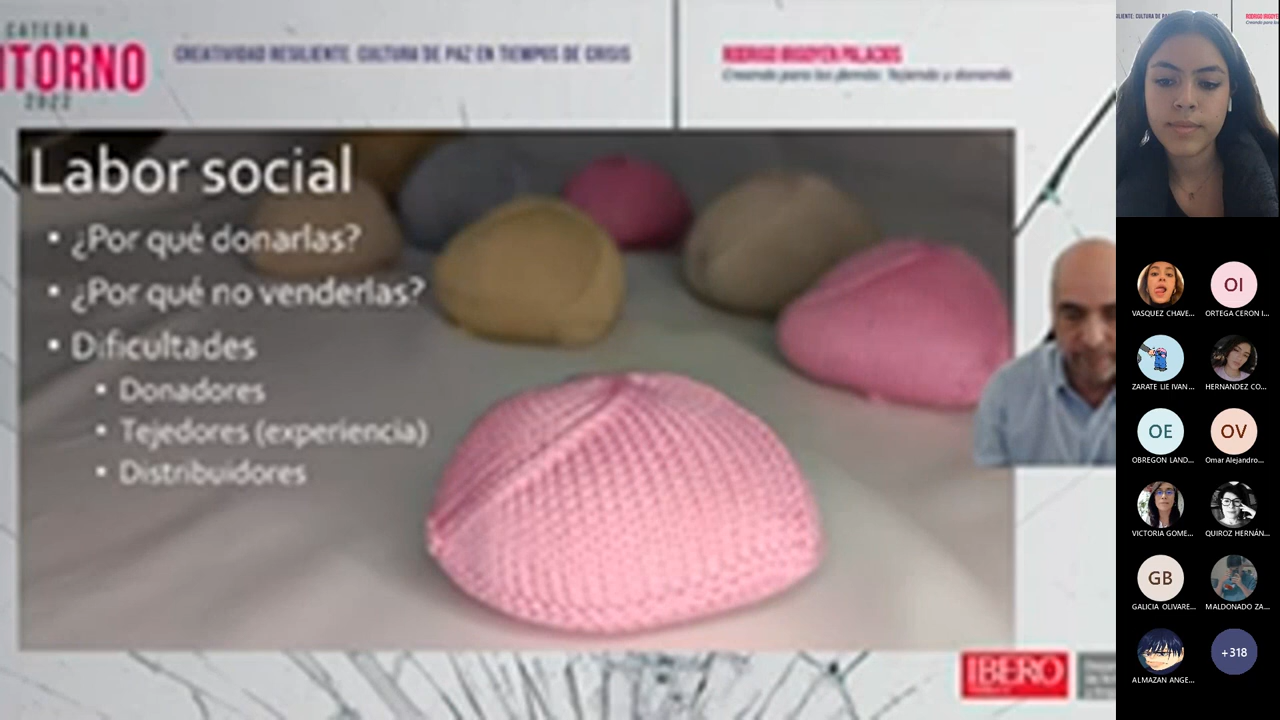 CÁTEDRA
NTORNO
2022
CREATIVIDAD RESILIENTE: CULTURA DE PAZ EN TIEMPOS DE CRISIS
RODRIGO IRIGOYEN PALACIOS
Creando para los demás: Tejiendo y donando
Labor social
• ¿Por qué donarlas?
• ¿Por qué no venderlas?
• Dificultades
▪ Donadores
▪ Tejedores (experiencia)
▪ Distribuidores
IBERO
VASQUEZ CHAVE...
OI
ORTEGA CERON I...
ZARATE LIE IVAN ...
HERNANDEZ CO...
OE
OBREGON LAND...
OV
Omar Alejandro...
VICTORIA GOME...
QUIROZ HERNÁN...
GB
GALICIA OLIVARE...
MALDONADO ZA...
ALMAZAN ANGE...
+318